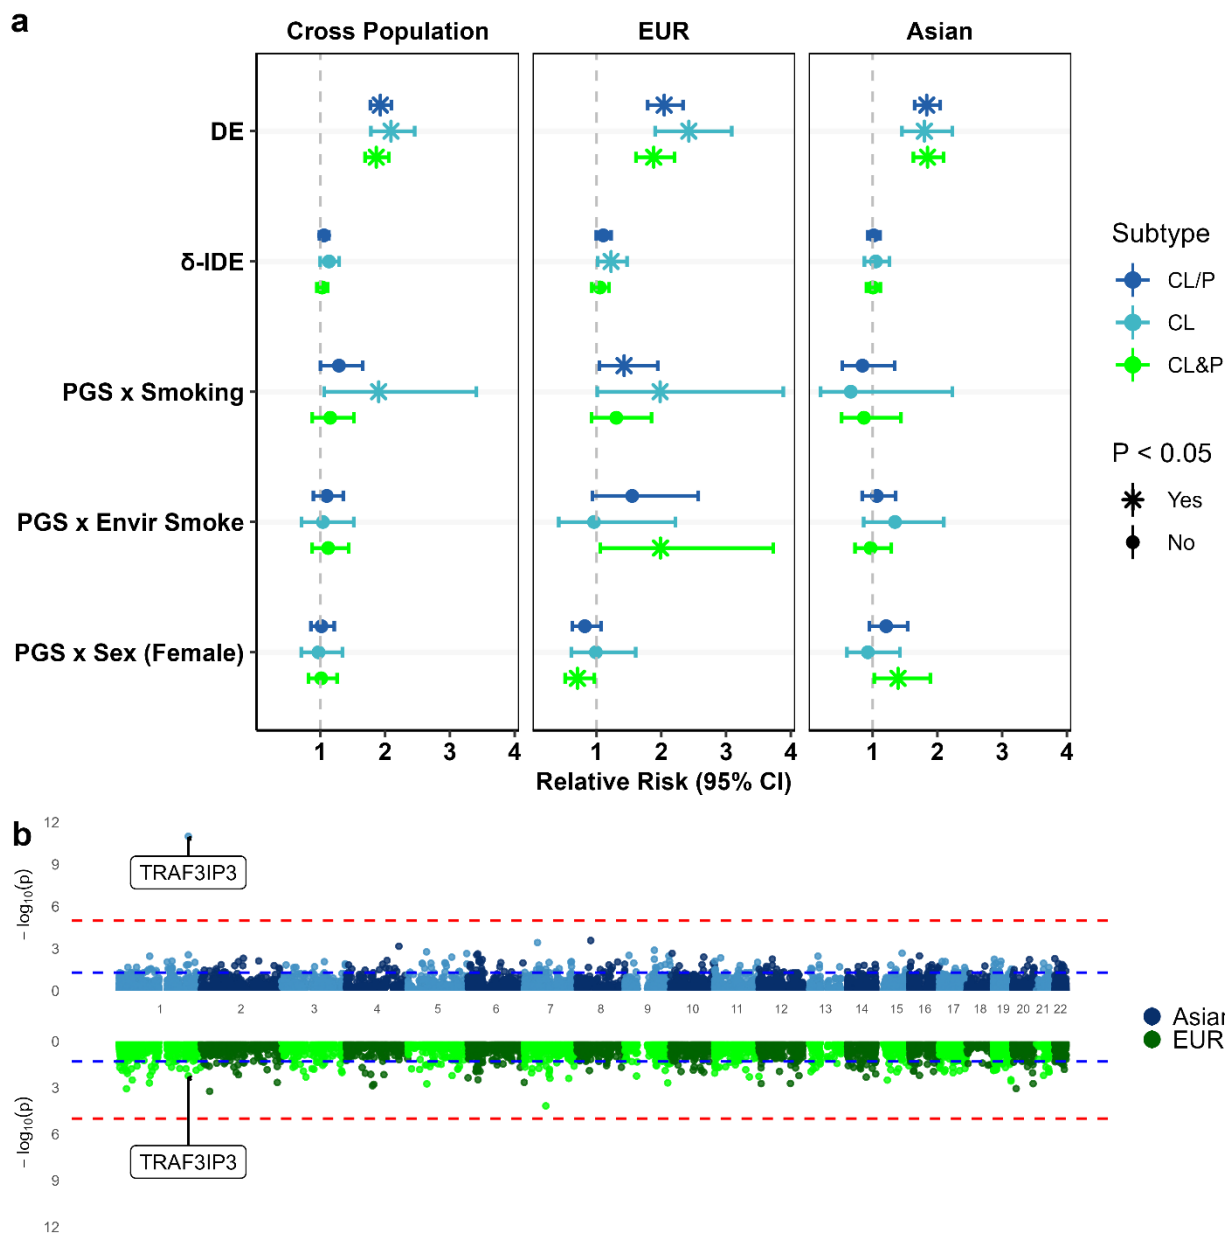 a
Cross Population
EUR
Asian
DE
δ-IDE
PGS x Smoking
PGS x Envir Smoke
PGS x Sex (Female)
1 2 3 4
1 2 3 4
1 2 3 4
Relative Risk (95% CI)
Subtype
CL/P
CL
CL&P
P < 0.05
Yes
No
b
12
9
6
3
0
− log10(p)
TRAF3IP3
1 2 3 4 5 6 7 8 9 10 11 12 13 14 15 16 17 18 19 20 21 22
0
3
6
9
12
− log10(p)
TRAF3IP3
Asian
EUR